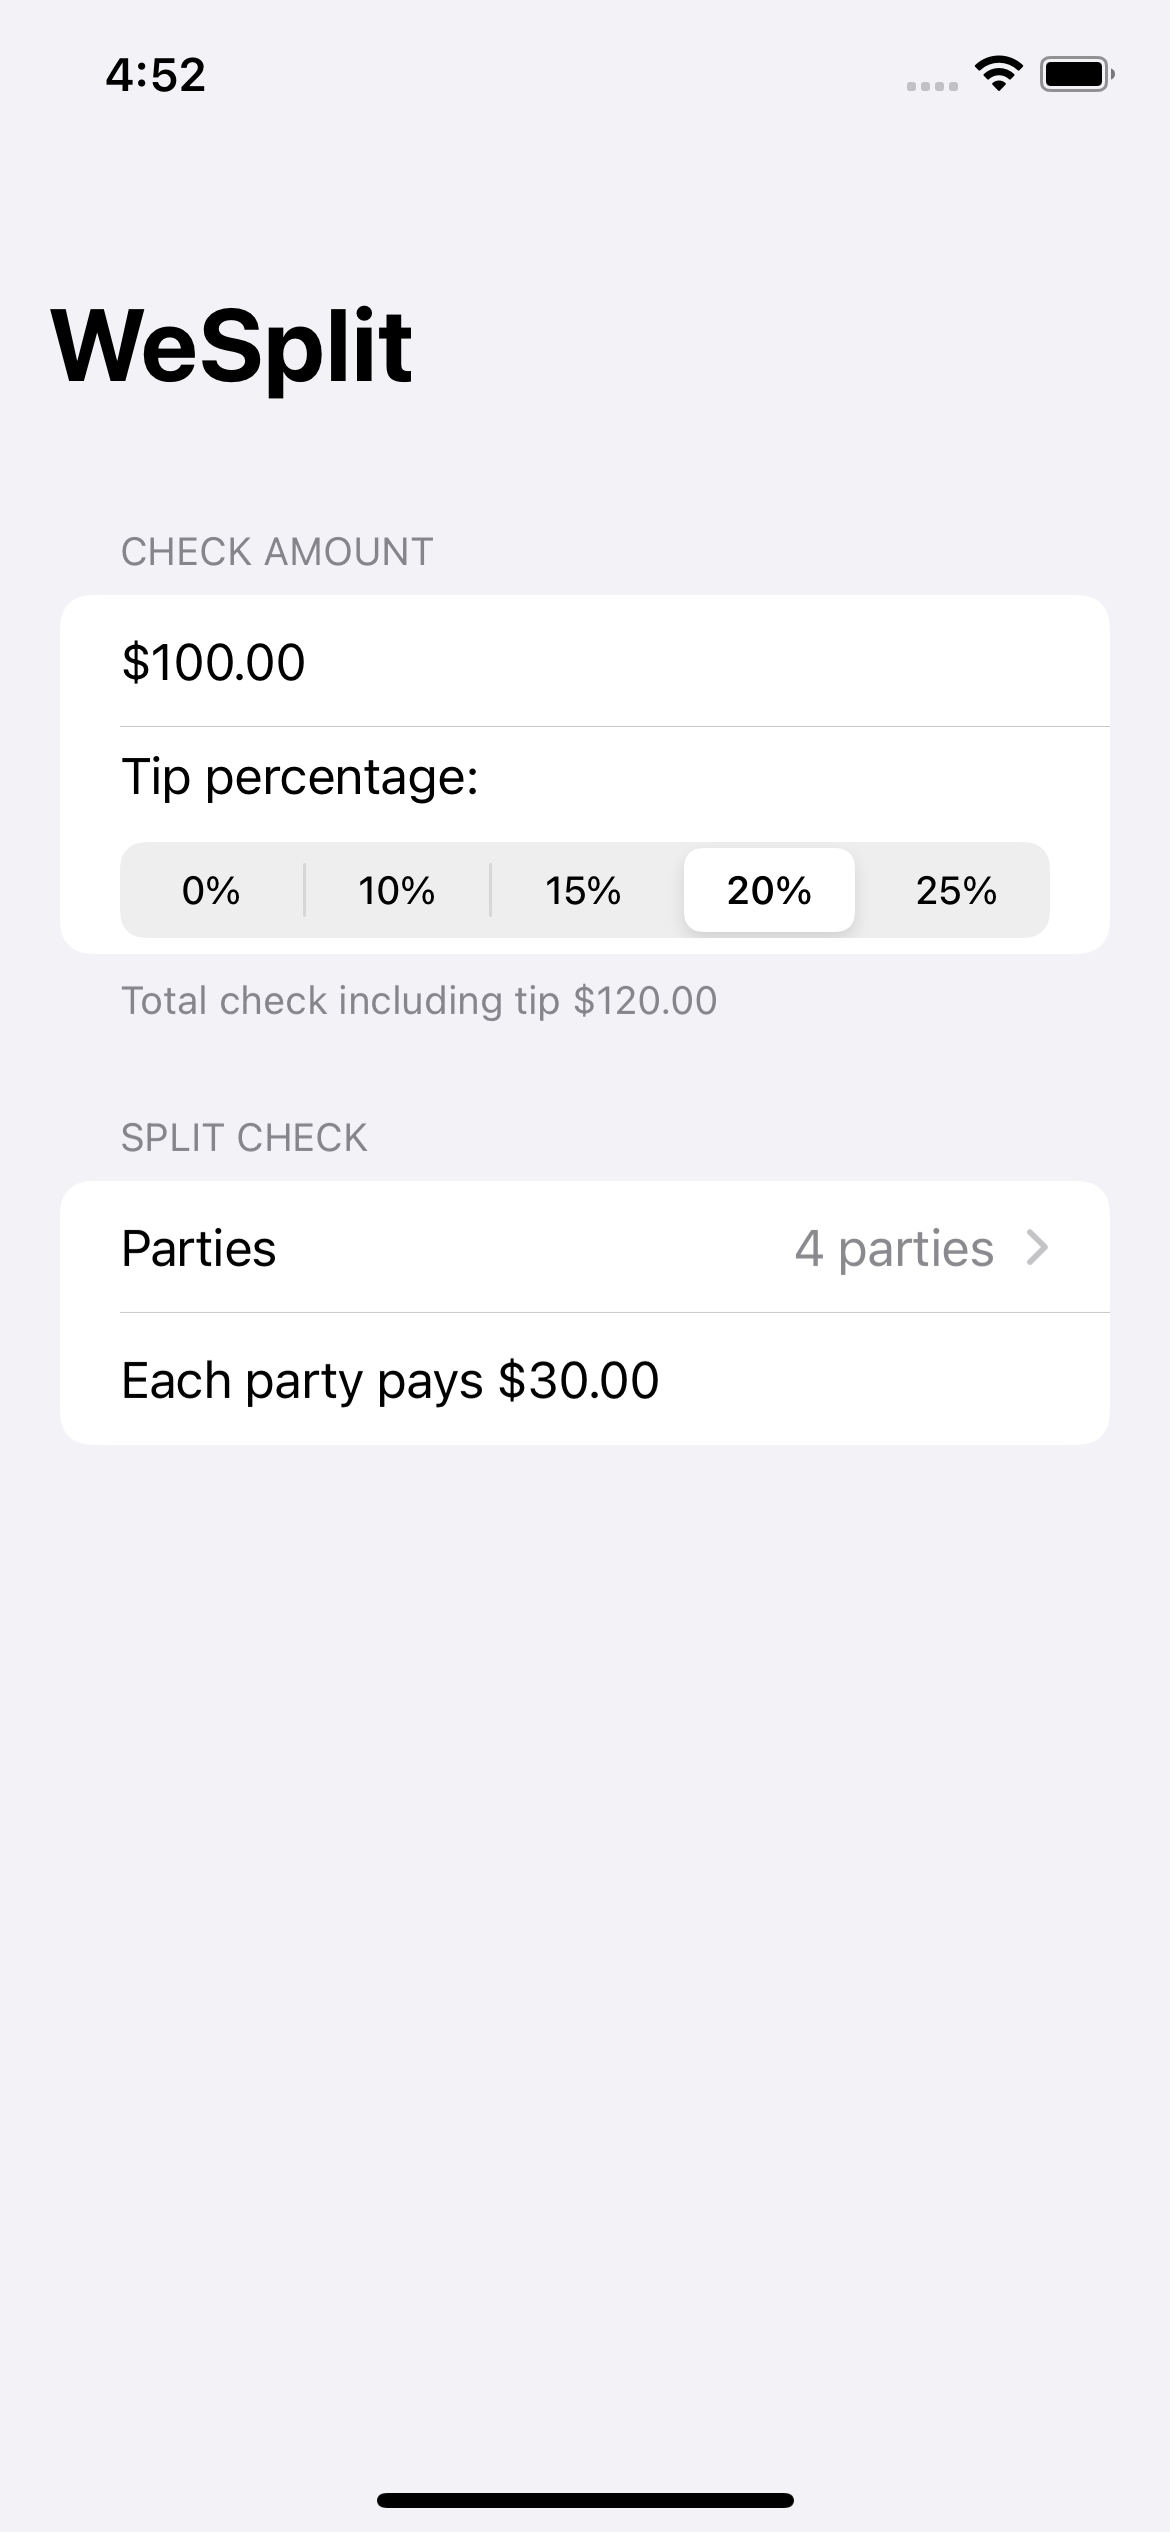 4:52
WeSplit
CHECK AMOUNT
$100.00
Tip percentage:
0% 10% 15% 20% 25%
Total check including tip $120.00
SPLIT CHECK
Parties 4 parties
Each party pays $30.00